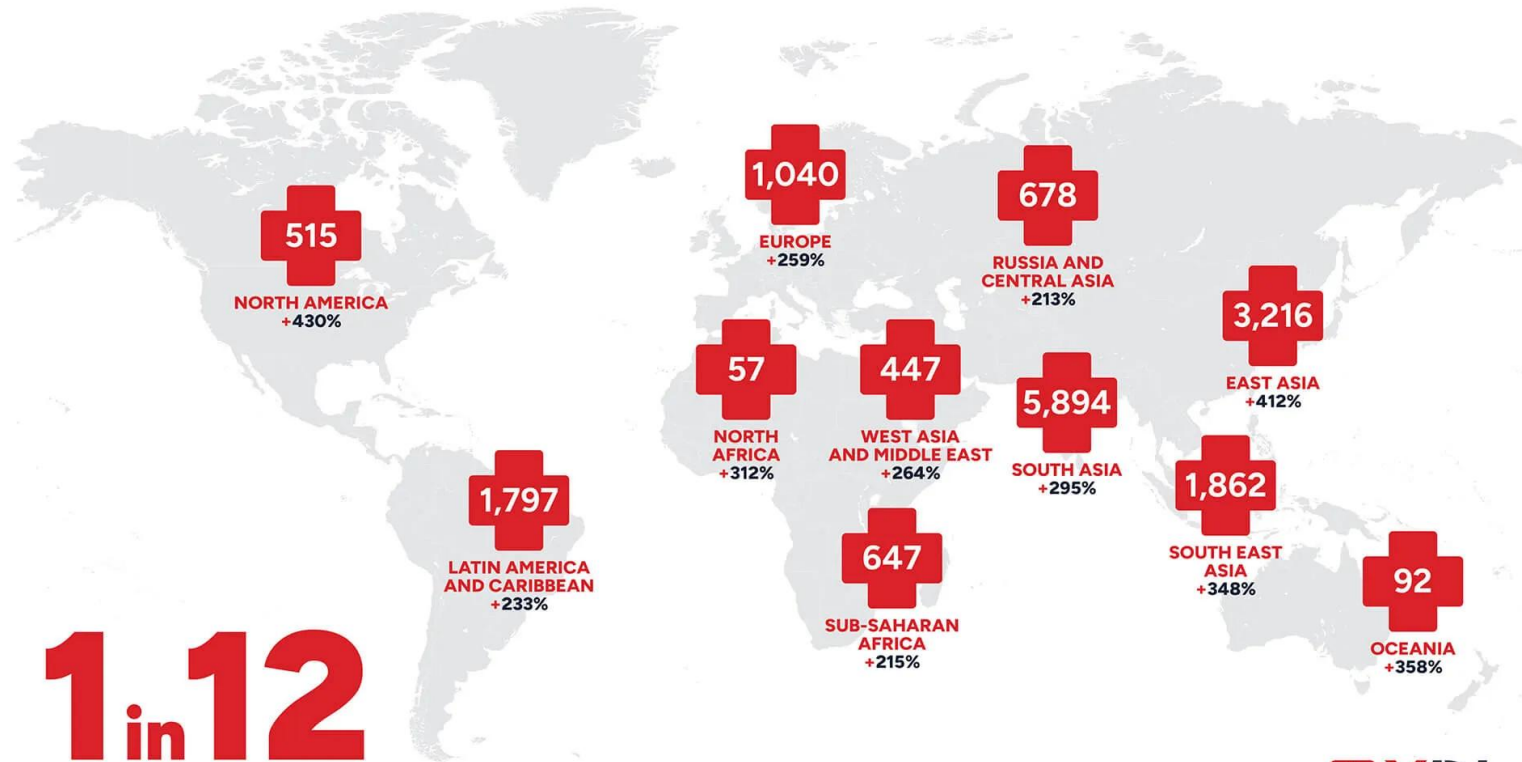 1,040
EUROPE
+259%
678
RUSSIA AND
CENTRAL ASIA
+213%
515
NORTH AMERICA
+430%
3,216
EAST ASIA
+412%
57
NORTH
AFRICA
+312%
447
WEST ASIA
AND MIDDLE EAST
+264%
5,894
SOUTH ASIA
+295%
1,862
SOUTH EAST
ASIA
+348%
1,797
LATIN AMERICA
AND CARIBBEAN
+233%
647
SUB-SAHARAN
AFRICA
+215%
92
OCEANIA
+358%
1 in 12